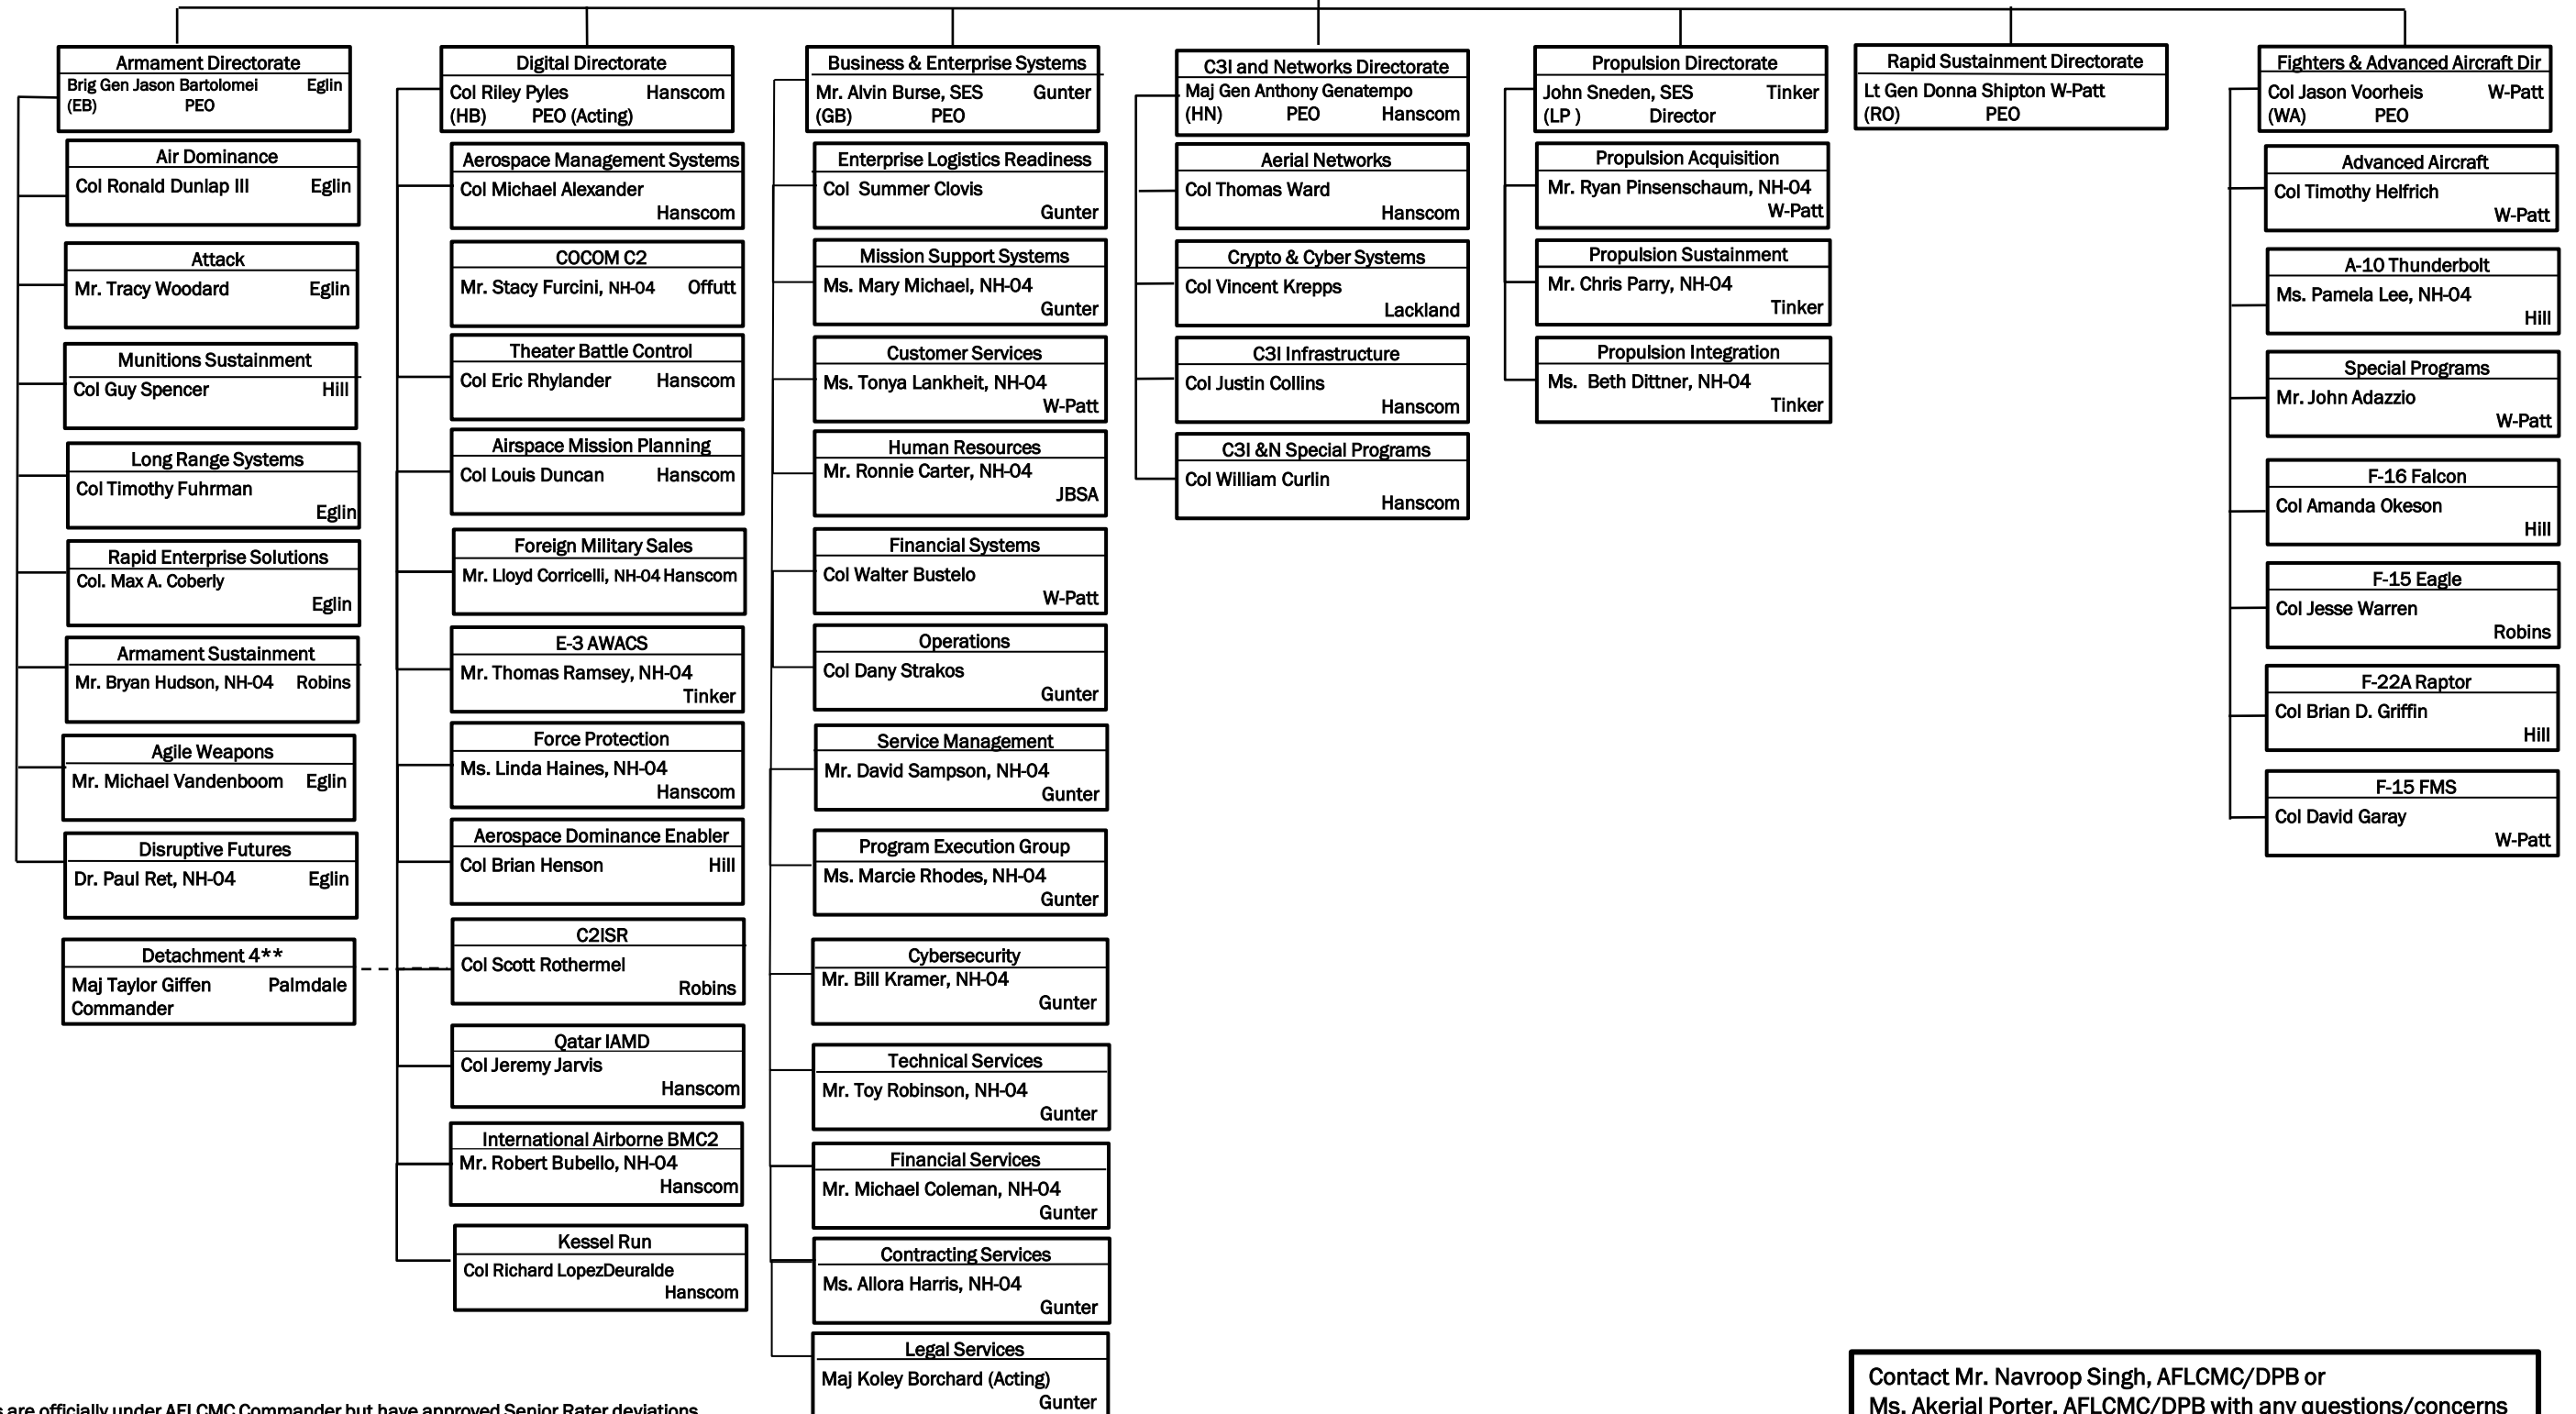 Armament Directorate
Brig Gen Jason Bartolomei Eglin
(EB) PEO
Air Dominance
Col Ronald Dunlap III Eglin
Attack
Mr. Tracy Woodard Eglin
Munitions Sustainment
Col Guy Spencer Hill
Long Range Systems
Col Timothy Fuhrman
Eglin
Rapid Enterprise Solutions
Col. Max A. Coberly
Eglin
Armament Sustainment
Mr. Bryan Hudson, NH-04 Robins
Agile Weapons
Mr. Michael Vandenboom Eglin
Disruptive Futures
Dr. Paul Ret, NH-04 Eglin
Detachment 4**
Maj Taylor Giffen Palmdale
Commander
Digital Directorate
Col Riley Pyles Hanscom
(HB) PEO (Acting)
Aerospace Management Systems
Col Michael Alexander
Hanscom
COCOM C2
Mr. Stacy Furcini, NH-04 Offutt
Theater Battle Control
Col Eric Rhylander Hanscom
Airspace Mission Planning
Col Louis Duncan Hanscom
Foreign Military Sales
Mr. Lloyd Corricelli, NH-04 Hanscom
E-3 AWACS
Mr. Thomas Ramsey, NH-04
Tinker
Force Protection
Ms. Linda Haines, NH-04
Hanscom
Aerospace Dominance Enabler
Col Brian Henson Hill
C2ISR
Col Scott Rothermel
Robins
Qatar IAMD
Col Jeremy Jarvis
Hanscom
International Airborne BMC2
Mr. Robert Bubello, NH-04
Hanscom
Kessel Run
Col Richard LopezDeuralde
Hanscom
Business & Enterprise Systems
Mr. Alvin Burse, SES Gunter
(GB) PEO
Enterprise Logistics Readiness
Col Summer Clovis
Gunter
Mission Support Systems
Ms. Mary Michael, NH-04
Gunter
Customer Services
Ms. Tonya Lankheit, NH-04
W-Patt
Human Resources
Mr. Ronnie Carter, NH-04
JBSA
Financial Systems
Col Walter Bustelo
W-Patt
Operations
Col Dany Strakos
Gunter
Service Management
Mr. David Sampson, NH-04
Gunter
Program Execution Group
Ms. Marcie Rhodes, NH-04
Gunter
Cybersecurity
Mr. Bill Kramer, NH-04
Gunter
Technical Services
Mr. Toy Robinson, NH-04
Gunter
Financial Services
Mr. Michael Coleman, NH-04
Gunter
Contracting Services
Ms. Allora Harris, NH-04
Gunter
Legal Services
Maj Koley Borchard (Acting)
Gunter
C3I and Networks Directorate
Maj Gen Anthony Genatempo
(HN) PEO Hanscom
Aerial Networks
Col Thomas Ward
Hanscom
Crypto & Cyber Systems
Col Vincent Krepps
Lackland
C3I Infrastructure
Col Justin Collins
Hanscom
C3I &N Special Programs
Col William Curlin
Hanscom
Propulsion Directorate
John Sneden, SES Tinker
(LP ) Director
Propulsion Acquisition
Mr. Ryan Pinsenschaum, NH-04
W-Patt
Propulsion Sustainment
Mr. Chris Parry, NH-04
Tinker
Propulsion Integration
Ms. Beth Dittner, NH-04
Tinker
Rapid Sustainment Directorate
Lt Gen Donna Shipton W-Patt
(RO) PEO
Fighters & Advanced Aircraft Dir
Col Jason Voorheis W-Patt
(WA) PEO
Advanced Aircraft
Col Timothy Helfrich
W-Patt
A-10 Thunderbolt
Ms. Pamela Lee, NH-04
Hill
Special Programs
Mr. John Adazzio
W-Patt
F-16 Falcon
Col Amanda Okeson
Hill
F-15 Eagle
Col Jesse Warren
Robins
F-22A Raptor
Col Brian D. Griffin
Hill
F-15 FMS
Col David Garay
W-Patt
are officially under AFLCMC Commander but have approved Senior Rater deviations
Contact Mr. Navroop Singh, AFLCMC/DPB or
Ms. Akerial Porter, AFLCMC/DPB with any questions/concerns